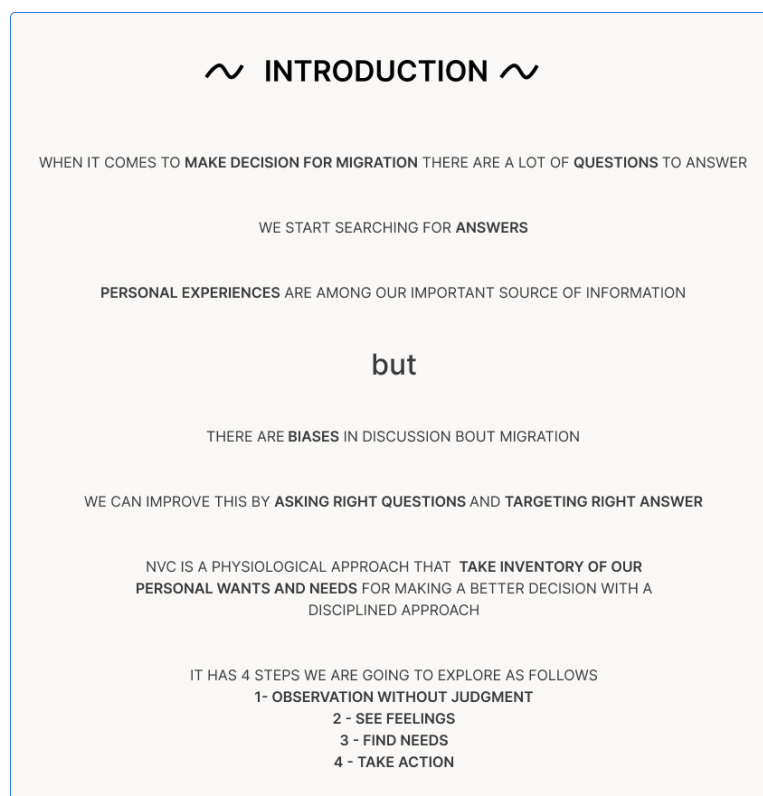 INTRODUCTION
WHEN IT COMES TO MAKE DECISION FOR MIGRATION THERE ARE A LOT OF QUESTIONS TO ANSWER
WE START SEARCHING FOR ANSWERS
PERSONAL EXPERIENCES ARE AMONG OUR IMPORTANT SOURCE OF INFORMATION
but
THERE ARE BIASES IN DISCUSSION BOUT MIGRATION
WE CAN IMPROVE THIS BY ASKING RIGHT QUESTIONS AND TARGETING RIGHT ANSWER
NVC IS A PHYSIOLOGICAL APPROACH THAT TAKE INVENTORY OF OUR
PERSONAL WANTS AND NEEDS FOR MAKING A BETTER DECISION WITH A
DISCIPLINED APPROACH
IT HAS 4 STEPS WE ARE GOING TO EXPLORE AS FOLLOWS
1- OBSERVATION WITHOUT JUDGMENT
2 - SEE FEELINGS
3 - FIND NEEDS
4 - TAKE ACTION